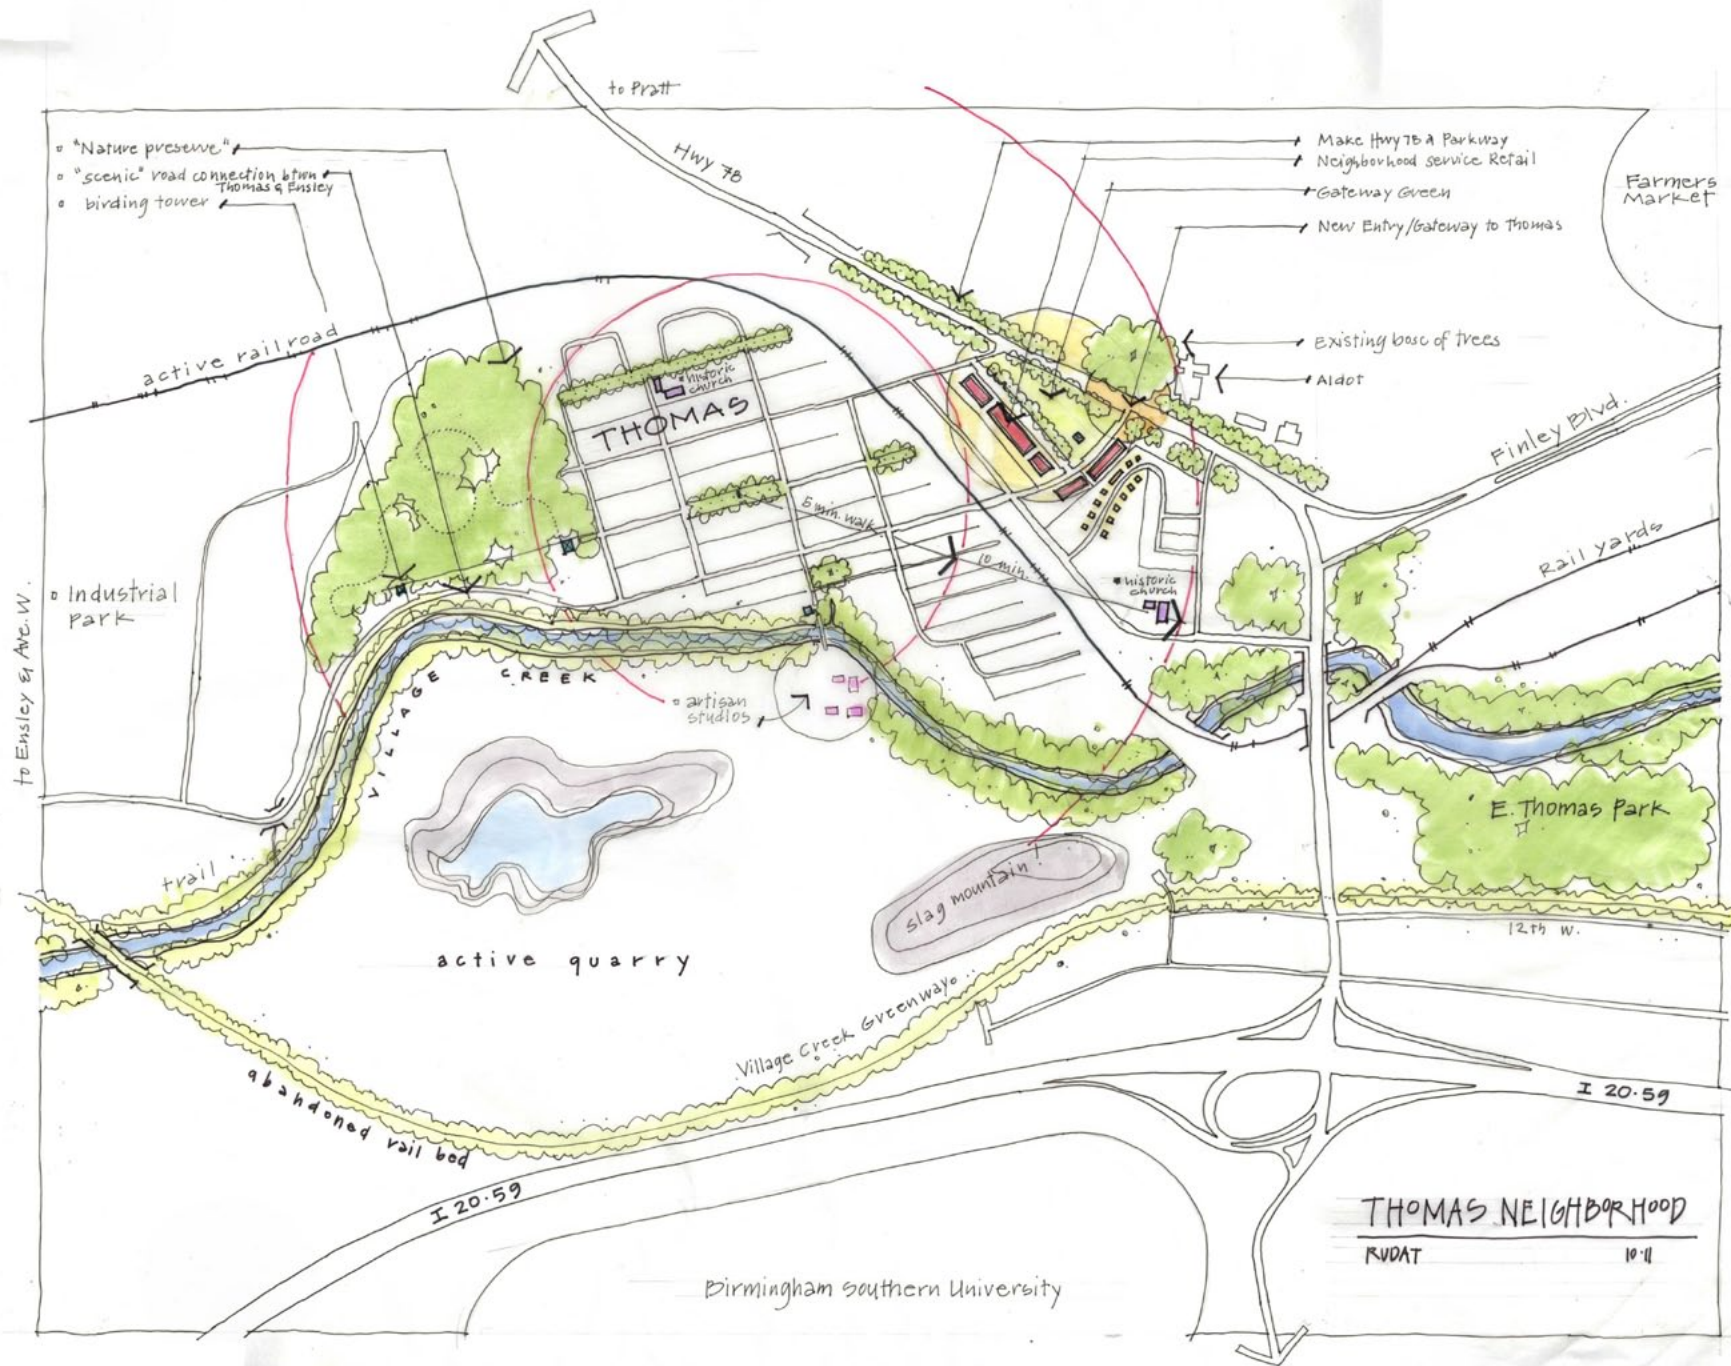 to Pratt
Hwy 78
▫ "Nature preserve"
▫ "scenic" road connection btwn
Thomas & Ensley
▫ birding tower
Make Hwy 78 a Parkway
Neighborhood service Retail
Gateway Green
New Entry/Gateway to Thomas
Farmers
Market
Existing bosc of trees
Aldot
active railroad
historic
church
THOMAS
Finley Blvd.
5 min. walk
10 min.
Rail yards
historic
church
▫ Industrial
park
to Ensley & Ave. W.
VILLAGE CREEK
▫ artisan
studios
E. Thomas Park
trail
slag mountain!
active quarry
12th W.
Village Creek Greenway
abandoned rail bed
I 20·59
I 20·59
THOMAS NEIGHBORHOOD
RUDAT 10·11
Birmingham Southern University